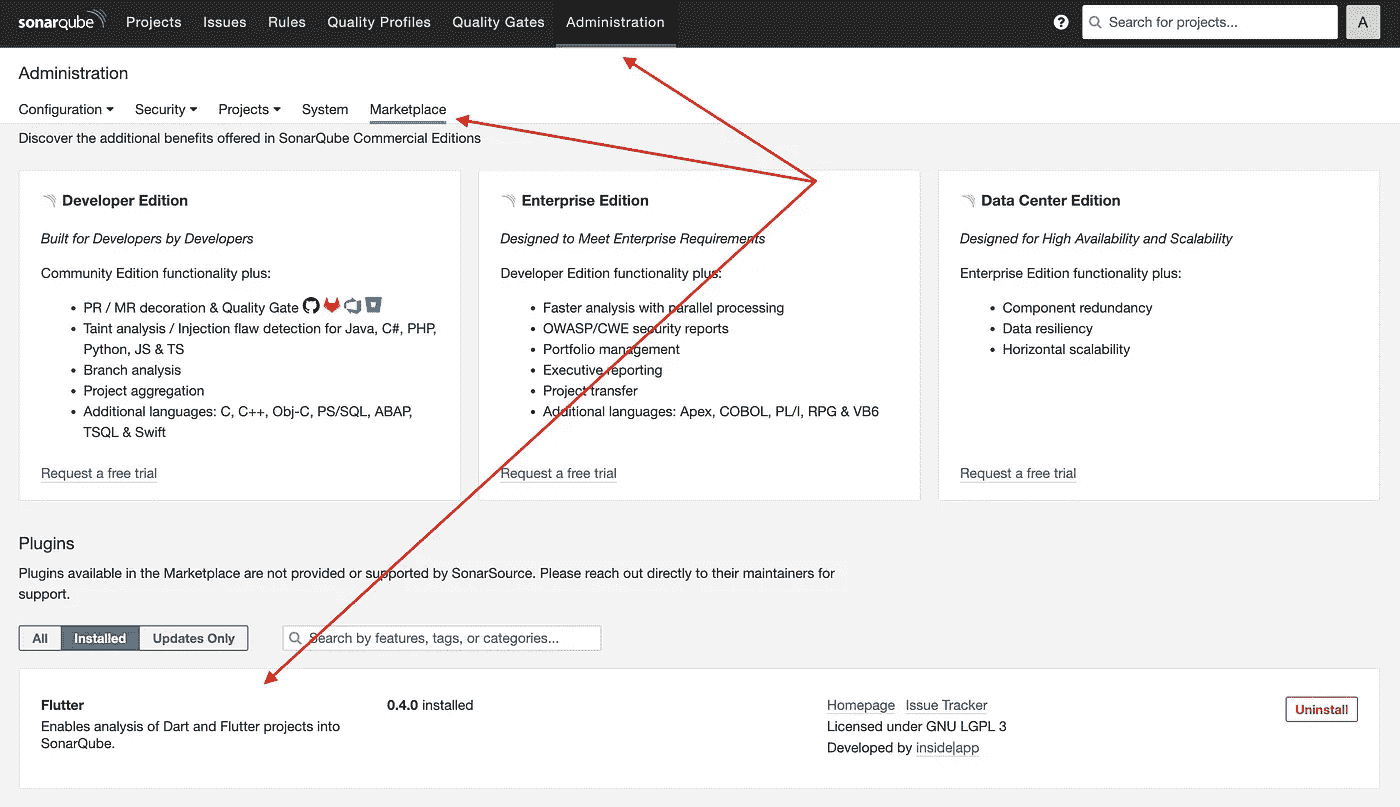 sonarqube Projects Issues Rules Quality Profiles Quality Gates Administration ? Search for projects... A
Administration
Configuration Security Projects System Marketplace
Discover the additional benefits offered in SonarQube Commercial Editions
Developer Edition
Built for Developers by Developers
Community Edition functionality plus:
• PR / MR decoration & Quality Gate
• Taint analysis / Injection flaw detection for Java, C#, PHP,
Python, JS & TS
• Branch analysis
• Project aggregation
• Additional languages: C, C++, Obj-C, PS/SQL, ABAP,
TSQL & Swift
Request a free trial
Enterprise Edition
Designed to Meet Enterprise Requirements
Developer Edition functionality plus:
• Faster analysis with parallel processing
• OWASP/CWE security reports
• Portfolio management
• Executive reporting
• Project transfer
• Additional languages: Apex, COBOL, PL/I, RPG & VB6
Request a free trial
Data Center Edition
Designed for High Availability and Scalability
Enterprise Edition functionality plus:
• Component redundancy
• Data resiliency
• Horizontal scalability
Request a free trial
Plugins
Plugins available in the Marketplace are not provided or supported by SonarSource. Please reach out directly to their maintainers for
support.
All Installed Updates Only Search by features, tags, or categories...
Flutter
Enables analysis of Dart and Flutter projects into
SonarQube.
0.4.0 installed
Homepage Issue Tracker
Licensed under GNU LGPL 3
Developed by inside|app
Uninstall